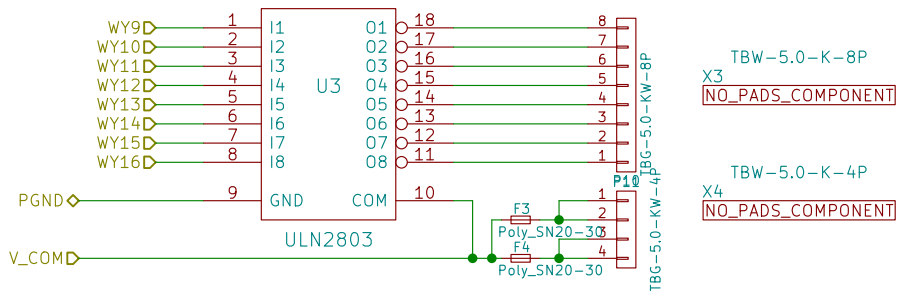 WY9 1 I1 O1 18 8
WY10 2 I2 O2 17 7
WY11 3 I3 O3 16 6
WY12 4 I4 O4 15 5
WY13 5 I5 O5 14 4
WY14 6 I6 O6 13 3
WY15 7 I7 O7 12 2
WY16 8 I8 O8 11 1
U3
PGND 9 GND COM 10
ULN2803
V_COM
TBG-5.0-KW-8P
1
2
3
4
TBG-5.0-KW-4P
F3
Poly_SN20-30
F4
Poly_SN20-30
TBW-5.0-K-8P
X3
NO_PADS_COMPONENT
TBW-5.0-K-4P
X4
NO_PADS_COMPONENT